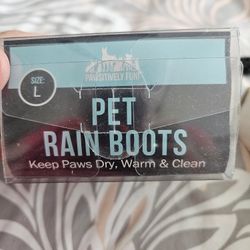 PAWSITIVELY FUN!
SIZE:
L
PET
RAIN BOOTS
Keep Paws Dry, Warm & Clean